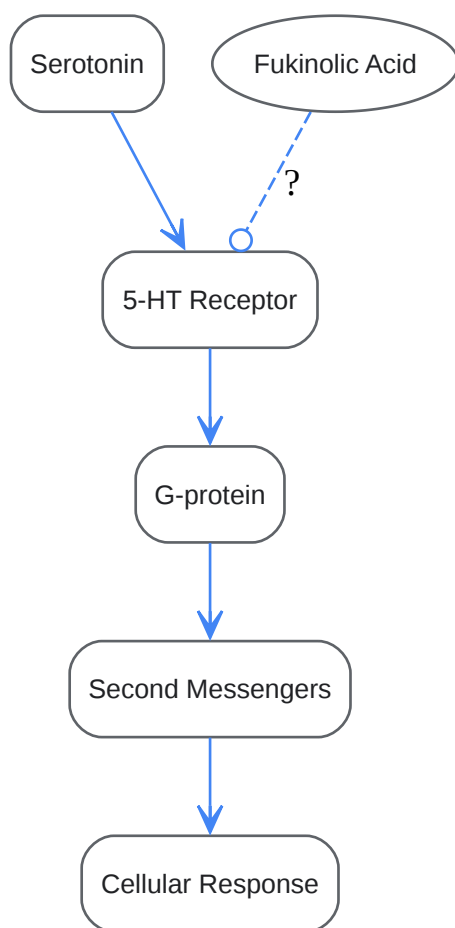 Serotonin
Fukinolic Acid
?
5-HT Receptor
G-protein
Second Messengers
Cellular Response